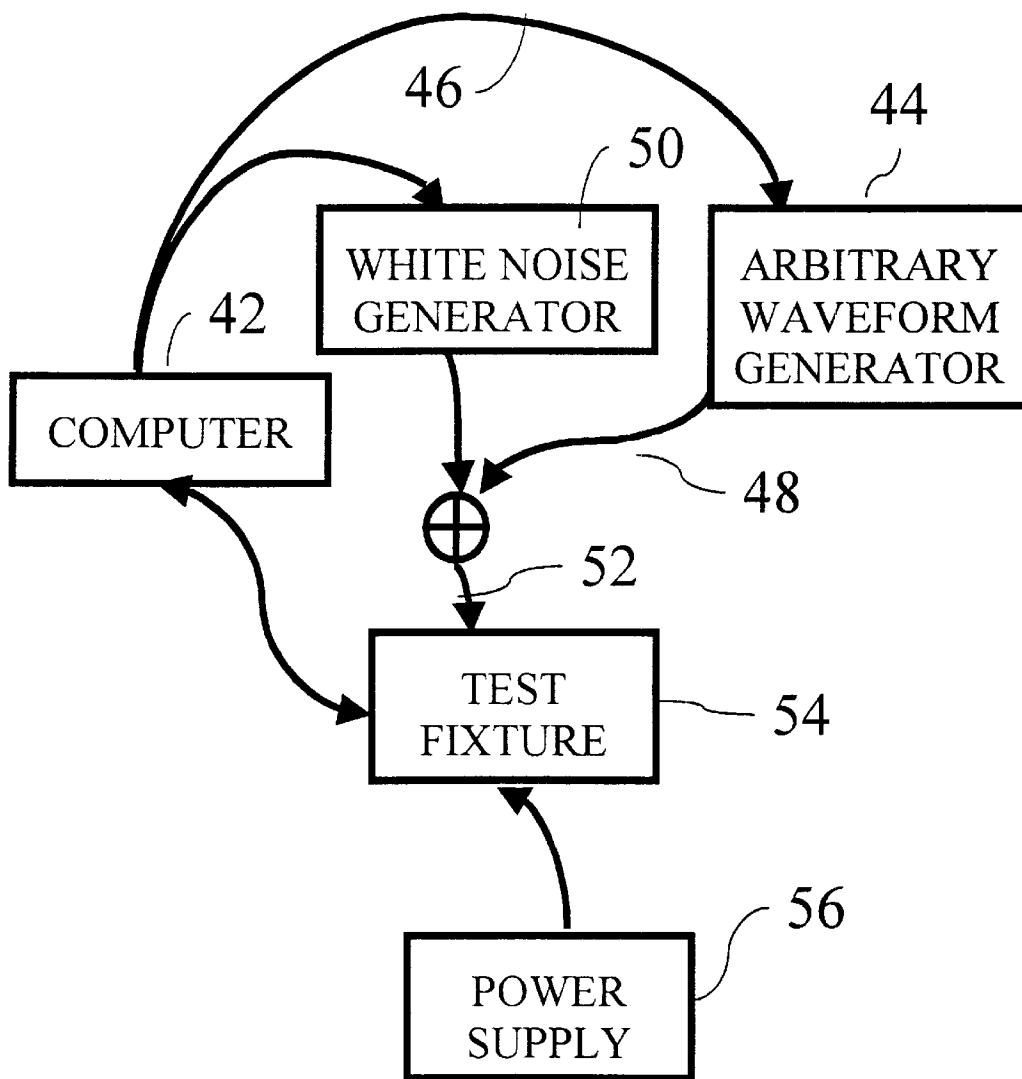 46
44
50
WHITE NOISE
GENERATOR
ARBITRARY
WAVEFORM
GENERATOR
42
COMPUTER
48
52
TEST
FIXTURE
54
56
POWER
SUPPLY